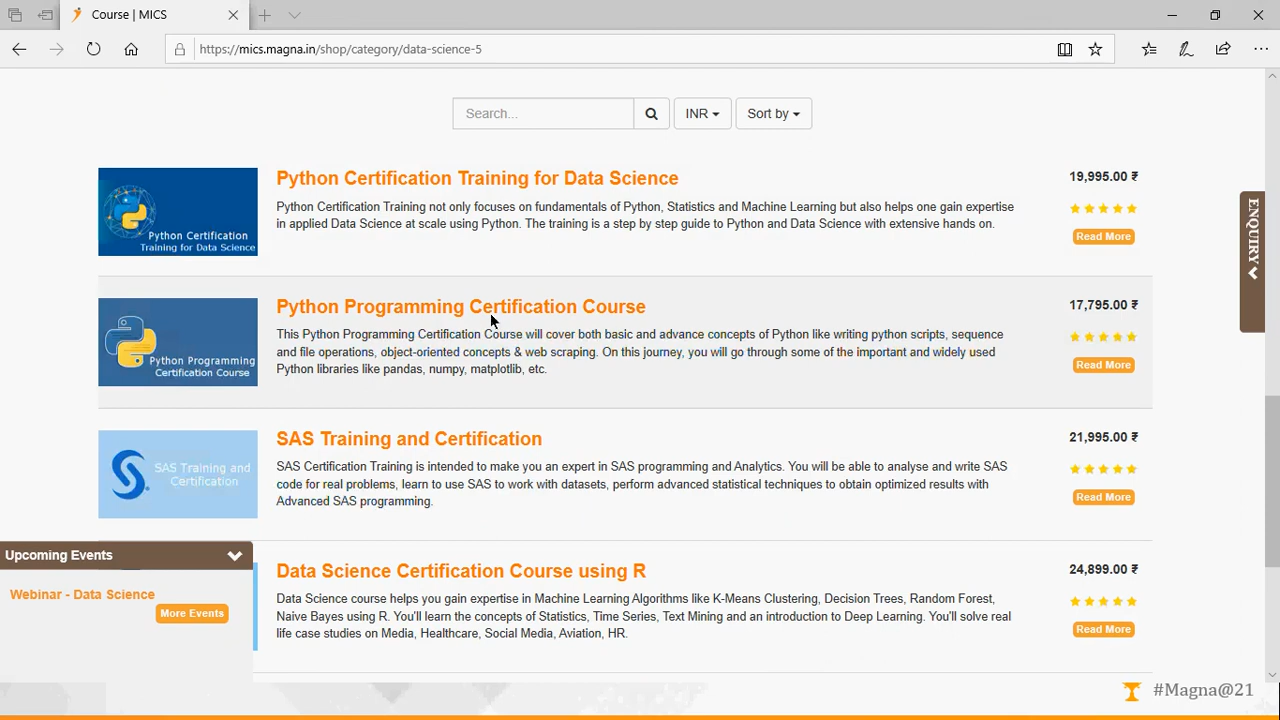 Course | MICS
https://mics.magna.in/shop/category/data-science-5
Search...
INR
Sort by
Python Certification
Training for Data Science
Python Certification Training for Data Science
Python Certification Training not only focuses on fundamentals of Python, Statistics and Machine Learning but also helps one gain expertise
in applied Data Science at scale using Python. The training is a step by step guide to Python and Data Science with extensive hands on.
19,995.00 ₹
Read More
ENQUIRY
Python Programming
Certification Course
Python Programming Certification Course
This Python Programming Certification Course will cover both basic and advance concepts of Python like writing python scripts, sequence
and file operations, object-oriented concepts & web scraping. On this journey, you will go through some of the important and widely used
Python libraries like pandas, numpy, matplotlib, etc.
17,795.00 ₹
Read More
SAS Training and
Certification
SAS Training and Certification
SAS Certification Training is intended to make you an expert in SAS programming and Analytics. You will be able to analyse and write SAS
code for real problems, learn to use SAS to work with datasets, perform advanced statistical techniques to obtain optimized results with
Advanced SAS programming.
21,995.00 ₹
Read More
Upcoming Events
Webinar - Data Science
More Events
Data Science Certification Course using R
Data Science course helps you gain expertise in Machine Learning Algorithms like K-Means Clustering, Decision Trees, Random Forest,
Naive Bayes using R. You'll learn the concepts of Statistics, Time Series, Text Mining and an introduction to Deep Learning. You'll solve real
life case studies on Media, Healthcare, Social Media, Aviation, HR.
24,899.00 ₹
Read More
#Magna@21